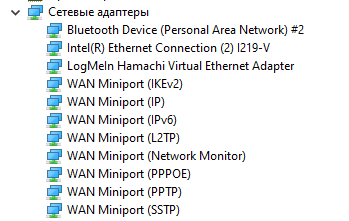 Сетевые адаптеры
Bluetooth Device (Personal Area Network) #2
Intel(R) Ethernet Connection (2) I219-V
LogMeIn Hamachi Virtual Ethernet Adapter
WAN Miniport (IKEv2)
WAN Miniport (IP)
WAN Miniport (IPv6)
WAN Miniport (L2TP)
WAN Miniport (Network Monitor)
WAN Miniport (PPPOE)
WAN Miniport (PPTP)
WAN Miniport (SSTP)